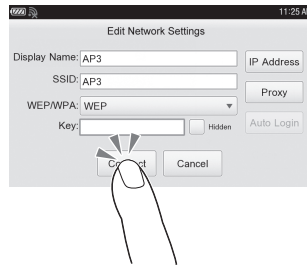 11:25 A
Edit Network Settings
Display Name: AP3
IP Address
SSID: AP3
Proxy
WEP/WPA: WEP
Key:
Hidden
Auto Login
Cancel